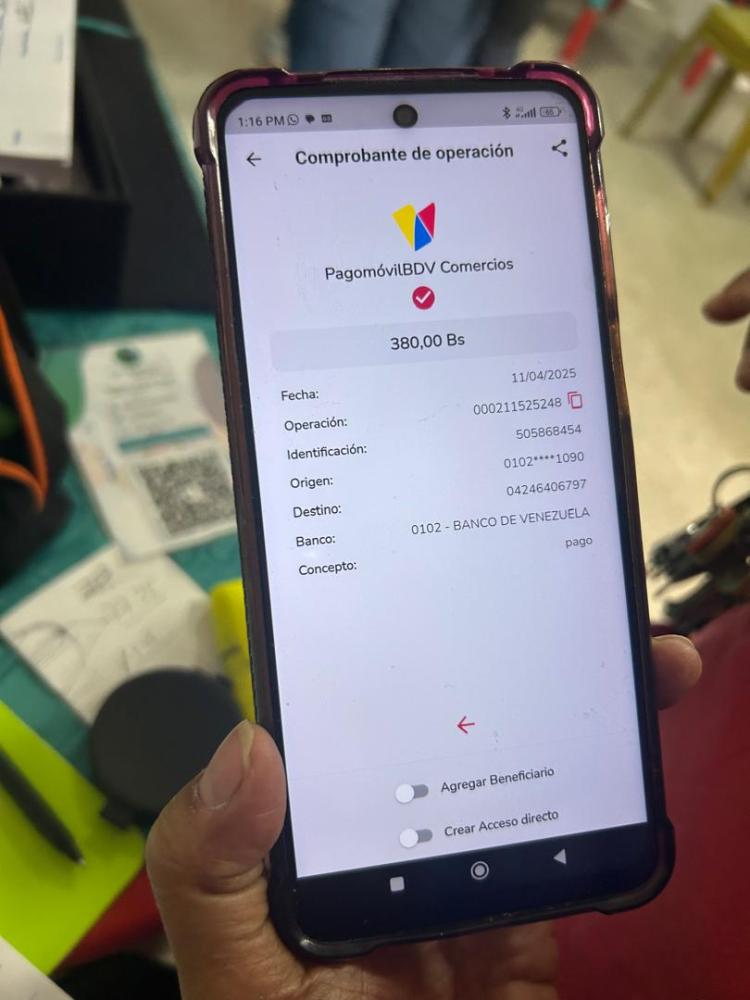 1:16 PM
65
Comprobante de operación
PagomóvilBDV Comercios
380,00 Bs
Fecha: 11/04/2025
Operación: 000211525248
Identificación: 505868454
Origen: 0102****1090
Destino: 04246406797
Banco: 0102 - BANCO DE VENEZUELA
Concepto: pago
Agregar Beneficiario
Crear Acceso directo